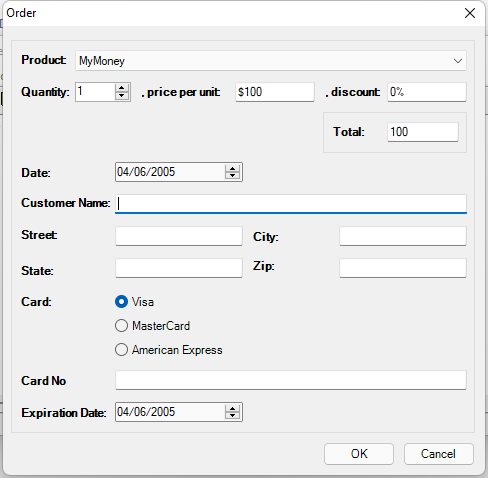 Order
Product: MyMoney
Quantity: 1 , price per unit: $100 , discount: 0%
Total: 100
Date: 04/06/2005
Customer Name:
Street: City:
State: Zip:
Card: Visa
MasterCard
American Express
Card No
Expiration Date: 04/06/2005
OK Cancel